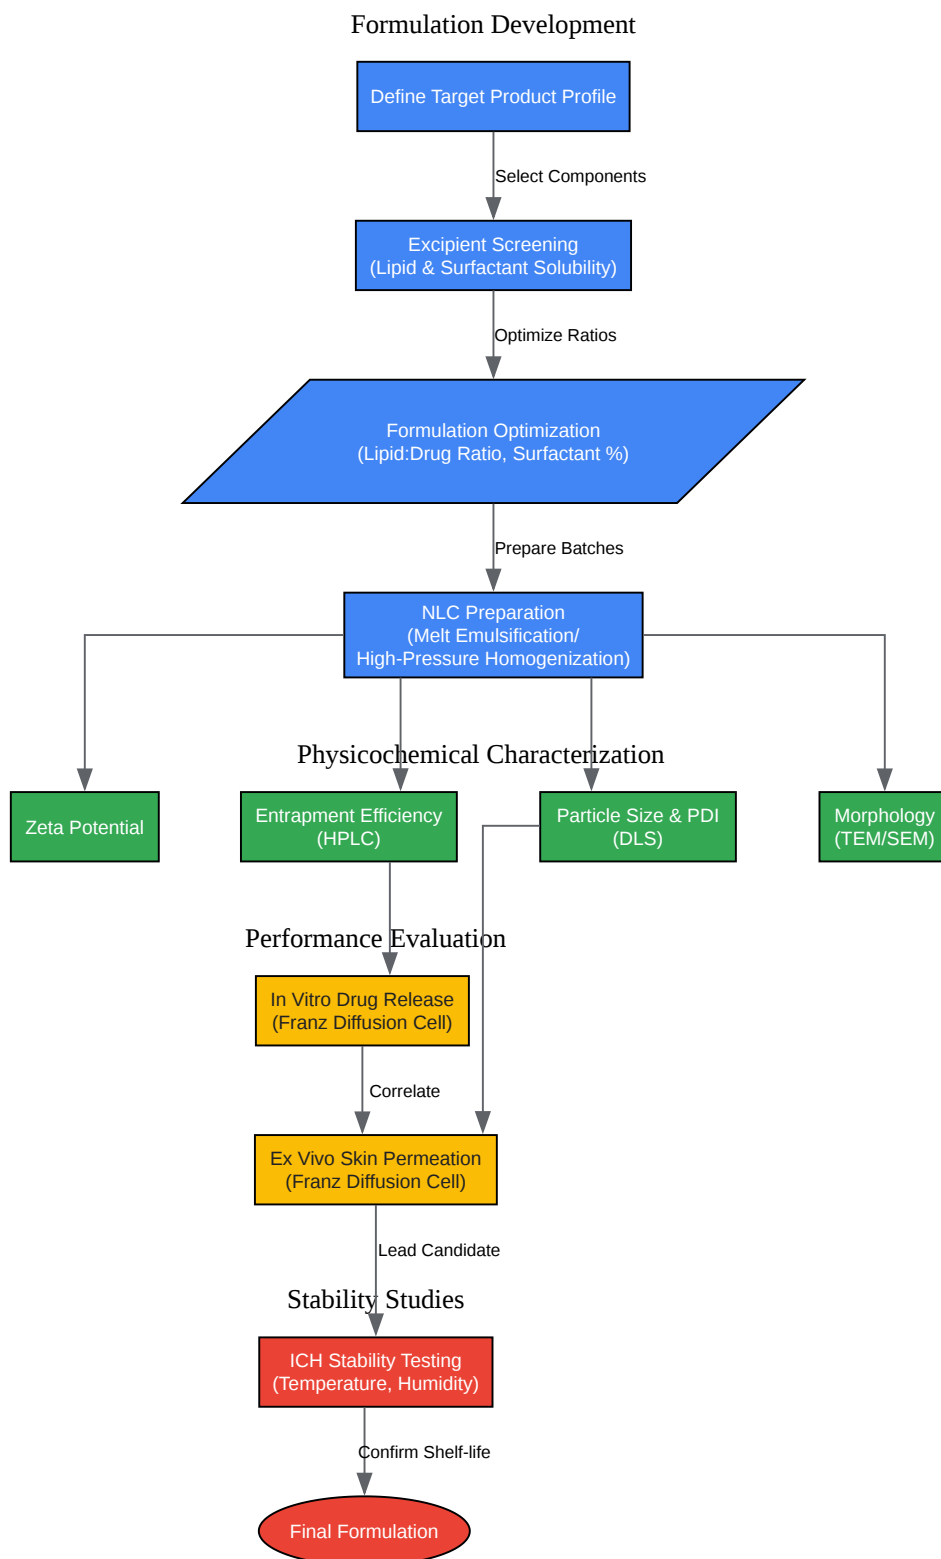 Formulation Development
Define Target Product Profile
Select Components
Excipient Screening
(Lipid & Surfactant Solubility)
Optimize Ratios
Formulation Optimization
(Lipid:Drug Ratio, Surfactant %)
Prepare Batches
NLC Preparation
(Melt Emulsification/
High-Pressure Homogenization)
Physicochemical Characterization
Zeta Potential
Entrapment Efficiency
(HPLC)
Particle Size & PDI
(DLS)
Morphology
(TEM/SEM)
Performance Evaluation
In Vitro Drug Release
(Franz Diffusion Cell)
Correlate
Ex Vivo Skin Permeation
(Franz Diffusion Cell)
Lead Candidate
Stability Studies
ICH Stability Testing
(Temperature, Humidity)
Confirm Shelf-life
Final Formulation